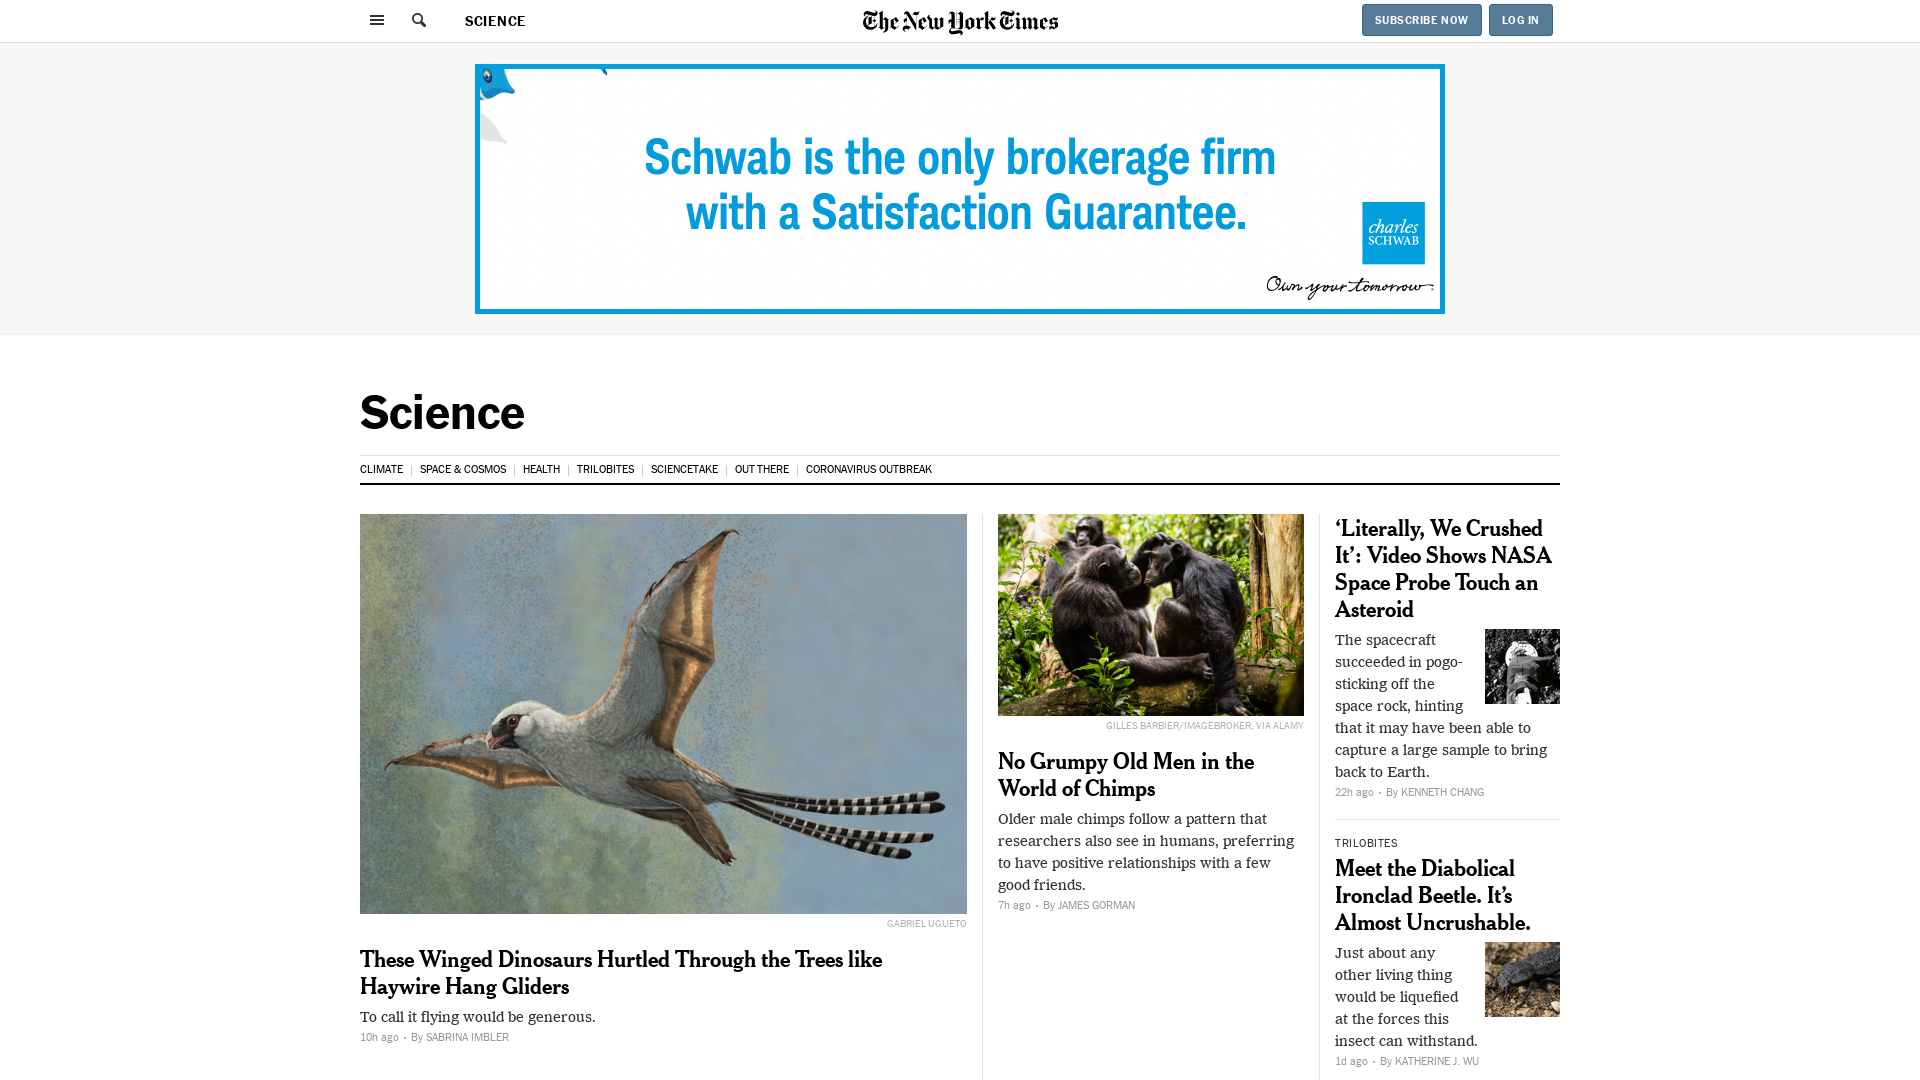 SCIENCE
The New York Times
SUBSCRIBE NOW
LOG IN
Schwab is the only brokerage firm
with a Satisfaction Guarantee.
charles
SCHWAB
Own your tomorrow.
Science
CLIMATE
SPACE & COSMOS
HEALTH
TRILOBITES
SCIENCETAKE
OUT THERE
CORONAVIRUS OUTBREAK
GABRIEL UGUETO
These Winged Dinosaurs Hurtled Through the Trees like
Haywire Hang Gliders
To call it flying would be generous.
10h ago • By SABRINA IMBLER
GILLES BARBIER/IMAGEBROKER, VIA ALAMY
No Grumpy Old Men in the
World of Chimps
Older male chimps follow a pattern that
researchers also see in humans, preferring
to have positive relationships with a few
good friends.
7h ago • By JAMES GORMAN
‘Literally, We Crushed
It’: Video Shows NASA
Space Probe Touch an
Asteroid
The spacecraft
succeeded in pogo-
sticking off the
space rock, hinting
that it may have been able to
capture a large sample to bring
back to Earth.
22h ago • By KENNETH CHANG
TRILOBITES
Meet the Diabolical
Ironclad Beetle. It’s
Almost Uncrushable.
Just about any
other living thing
would be liquefied
at the forces this
insect can withstand.
1d ago • By KATHERINE J. WU